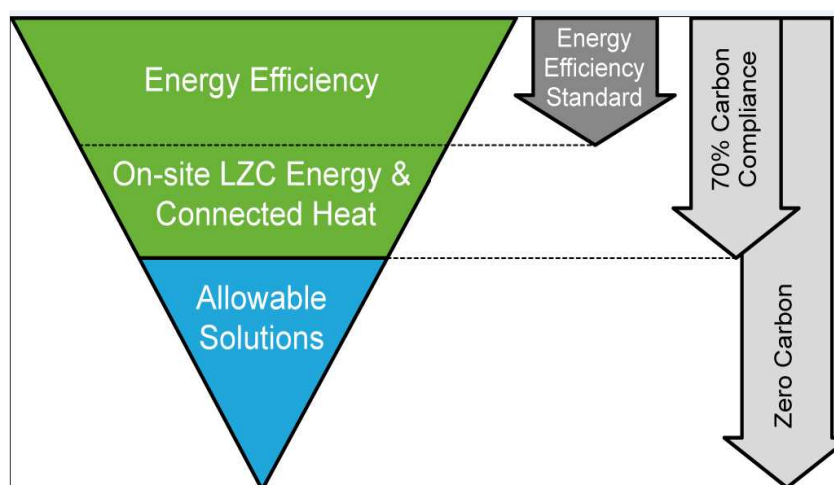 Energy Efficiency
On-site LZC Energy &
Connected Heat
Allowable
Solutions
Energy
Efficiency
Standard
70% Carbon
Compliance
Zero Carbon